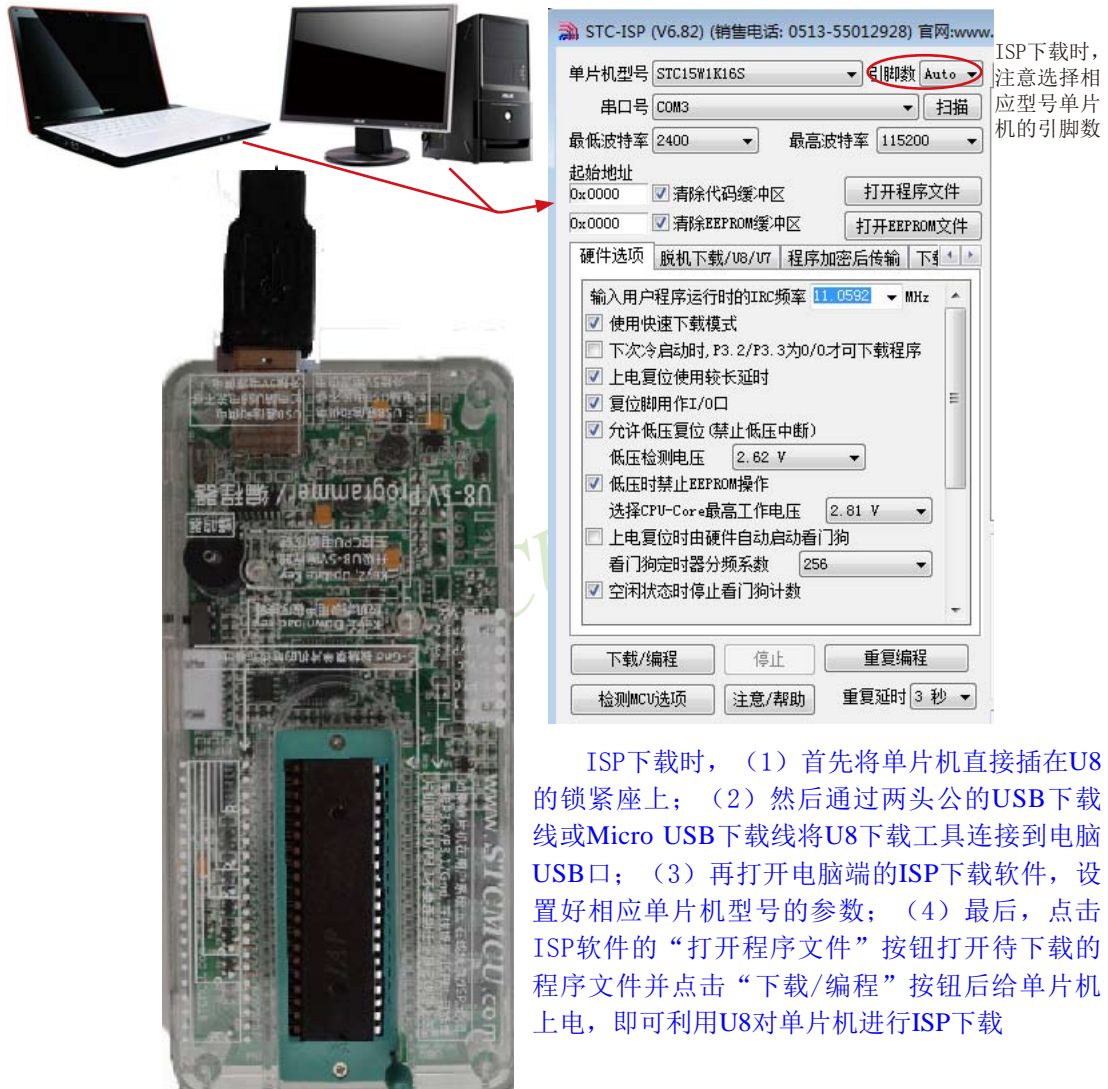 STC-ISP (V6.82) (销售电话: 0513-55012928) 官网:www.
单片机型号 STC15W1K16S 引脚数 Auto
串口号 COM3 扫描
最低波特率 2400 最高波特率 115200
起始地址
0x0000 清除代码缓冲区 打开程序文件
0x0000 清除EEPROM缓冲区 打开EEPROM文件
硬件选项 脱机下载/U8/U7 程序加密后传输
输入用户程序运行时的IRC频率 11.0592 MHz
使用快速下载模式
下次冷启动时,P3.2/P3.3为0/0才可下载程序
上电复位使用较长延时
复位脚用作I/O口
允许低压复位(禁止低压中断)
低压检测电压 2.62 V
低压时禁止EEPROM操作
选择CPU-Core最高工作电压 2.81 V
上电复位时由硬件自动启动看门狗
看门狗定时器分频系数 256
空闲状态时停止看门狗计数
下载/编程 停止 重复编程
检测MCU选项 注意/帮助 重复延时 3 秒
ISP下载时，
注意选择相
应型号单片
机的引脚数
U8-5V Programmer / 编程器
www.STCMCU.com
ISP下载时，（1）首先将单片机直接插在U8
的锁紧座上；（2）然后通过两头公的USB下载
线或Micro USB下载线将U8下载工具连接到电脑
USB口；（3）再打开电脑端的ISP下载软件，设
置好相应单片机型号的参数；（4）最后，点击
ISP软件的“打开程序文件”按钮打开待下载的
程序文件并点击“下载/编程”按钮后给单片机
上电，即可利用U8对单片机进行ISP下载